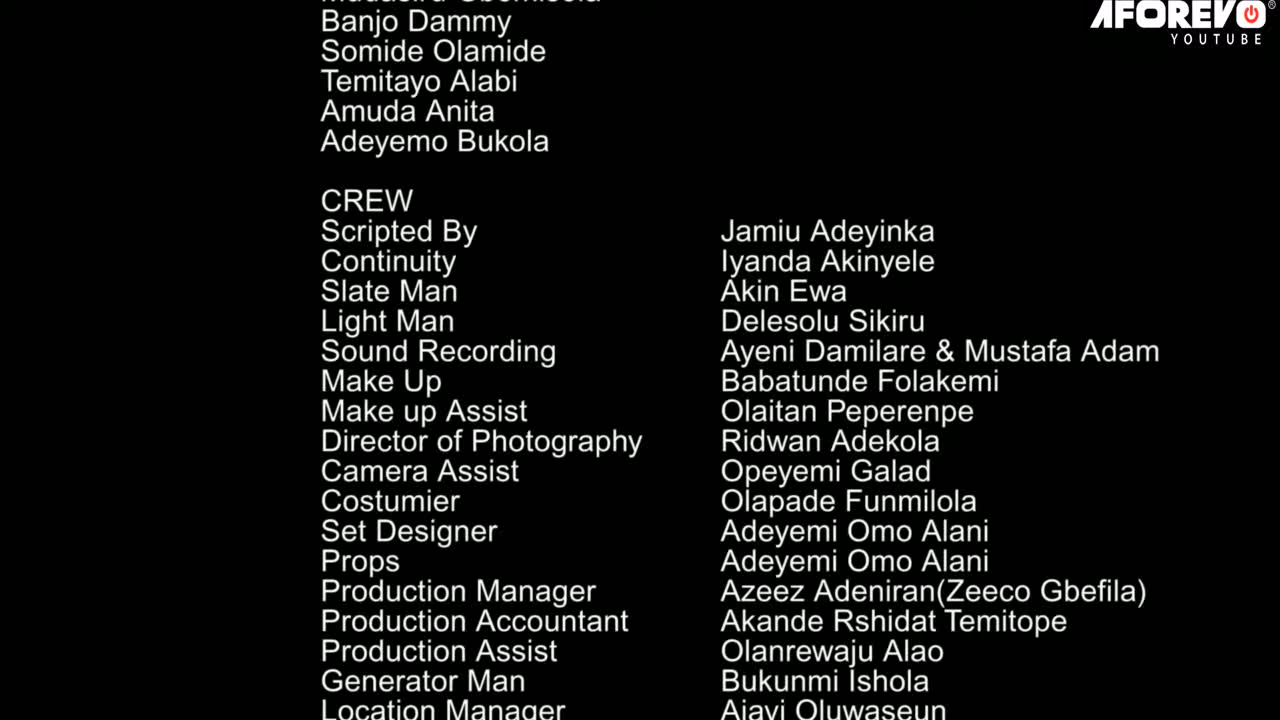 AFOREVO
YOUTUBE
Banjo Dammy
Somide Olamide
Temitayo Alabi
Amuda Anita
Adeyemo Bukola
CREW
Scripted By Jamiu Adeyinka
Continuity Iyanda Akinyele
Slate Man Akin Ewa
Light Man Delesolu Sikiru
Sound Recording Ayeni Damilare & Mustafa Adam
Make Up Babatunde Folakemi
Make up Assist Olaitan Peperenpe
Director of Photography Ridwan Adekola
Camera Assist Opeyemi Galad
Costumier Olapade Funmilola
Set Designer Adeyemi Omo Alani
Props Adeyemi Omo Alani
Production Manager Azeez Adeniran(Zeeco Gbefila)
Production Accountant Akande Rshidat Temitope
Production Assist Olanrewaju Alao
Generator Man Bukunmi Ishola
Location Manager Ajayi Oluwaseun